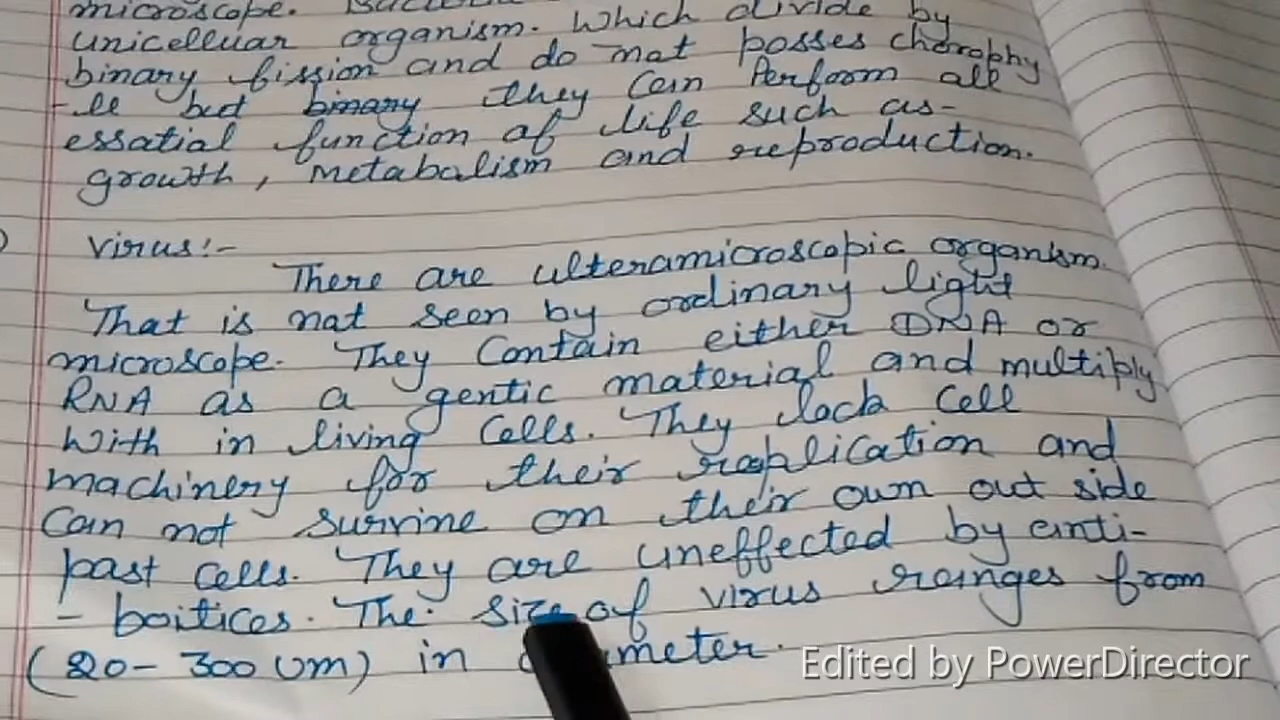 microscope.
unicelluar organism. Which divide by
binary fission and do not posses chorophy
-ll but binary they can Perform all
essatial function of life such as-
growth, Metabalism and reproduction.
Virus:-
There are ulteramicroscopic organism.
That is not seen by ordinary light
microscope. They Contain either DNA or
RNA as a gentic material and multiply
With in living Cells. They lack Cell
machinery for their replication and
Can not survine on their own out side
past Cells. They are uneffected by anti-
- boitices. The size of virus ranges from
(20-300 um) in
Edited by PowerDirector